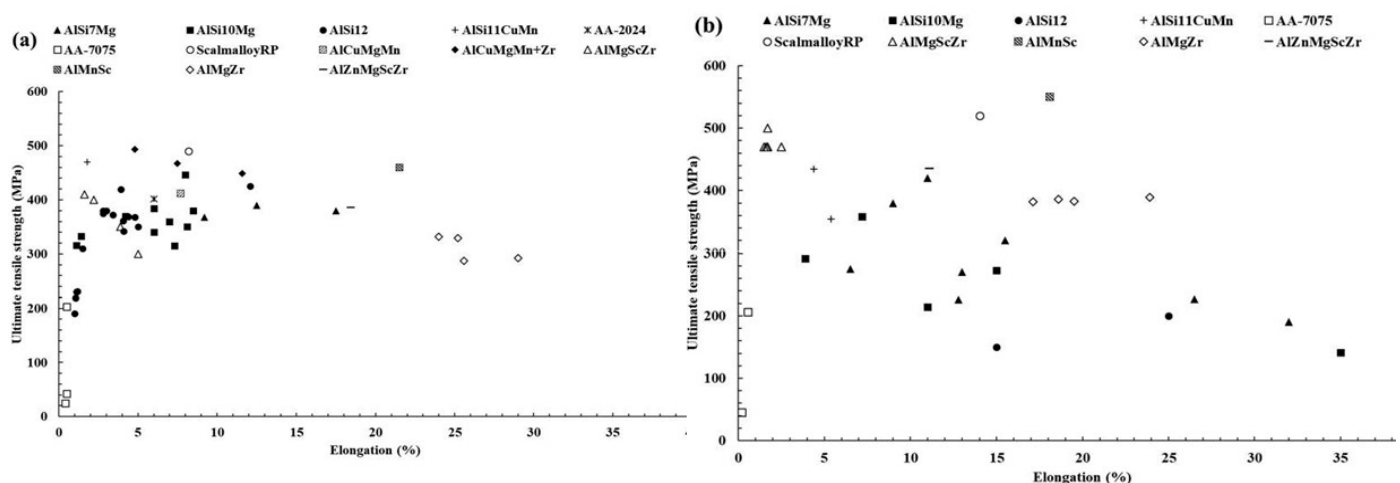 (a)
AlSi7Mg AlSi10Mg AlSi12 AlSi11CuMn AA-2024
AA-7075 ScalmalloyRP AlCuMgMn AlCuMgMn+Zr AlMgScZr
AlMnSc AlMgZr AlZnMgScZr
600
500
400
300
200
100
0
Ultimate tensile strength (MPa)
0 5 10 15 20 25 30 35
Elongation (%)
(b)
AlSi7Mg AlSi10Mg AlSi12 AlSi11CuMn AA-7075
ScalmalloyRP AlMgScZr AlMnSc AlMgZr AlZnMgScZr
600
500
400
300
200
100
0
Ultimate tensile strength (MPa)
0 5 10 15 20 25 30 35
Elongation (%)